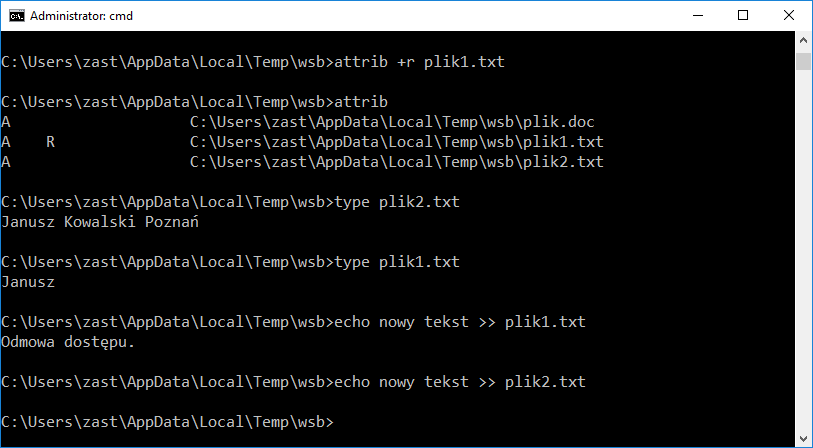 Administrator: cmd
C:\Users\zast\AppData\Local\Temp\wsb>attrib +r plik1.txt
C:\Users\zast\AppData\Local\Temp\wsb>attrib
A                    C:\Users\zast\AppData\Local\Temp\wsb\plik.doc
A    R               C:\Users\zast\AppData\Local\Temp\wsb\plik1.txt
A                    C:\Users\zast\AppData\Local\Temp\wsb\plik2.txt
C:\Users\zast\AppData\Local\Temp\wsb>type plik2.txt
Janusz Kowalski Poznań
C:\Users\zast\AppData\Local\Temp\wsb>type plik1.txt
Janusz
C:\Users\zast\AppData\Local\Temp\wsb>echo nowy tekst >> plik1.txt
Odmowa dostępu.
C:\Users\zast\AppData\Local\Temp\wsb>echo nowy tekst >> plik2.txt
C:\Users\zast\AppData\Local\Temp\wsb>